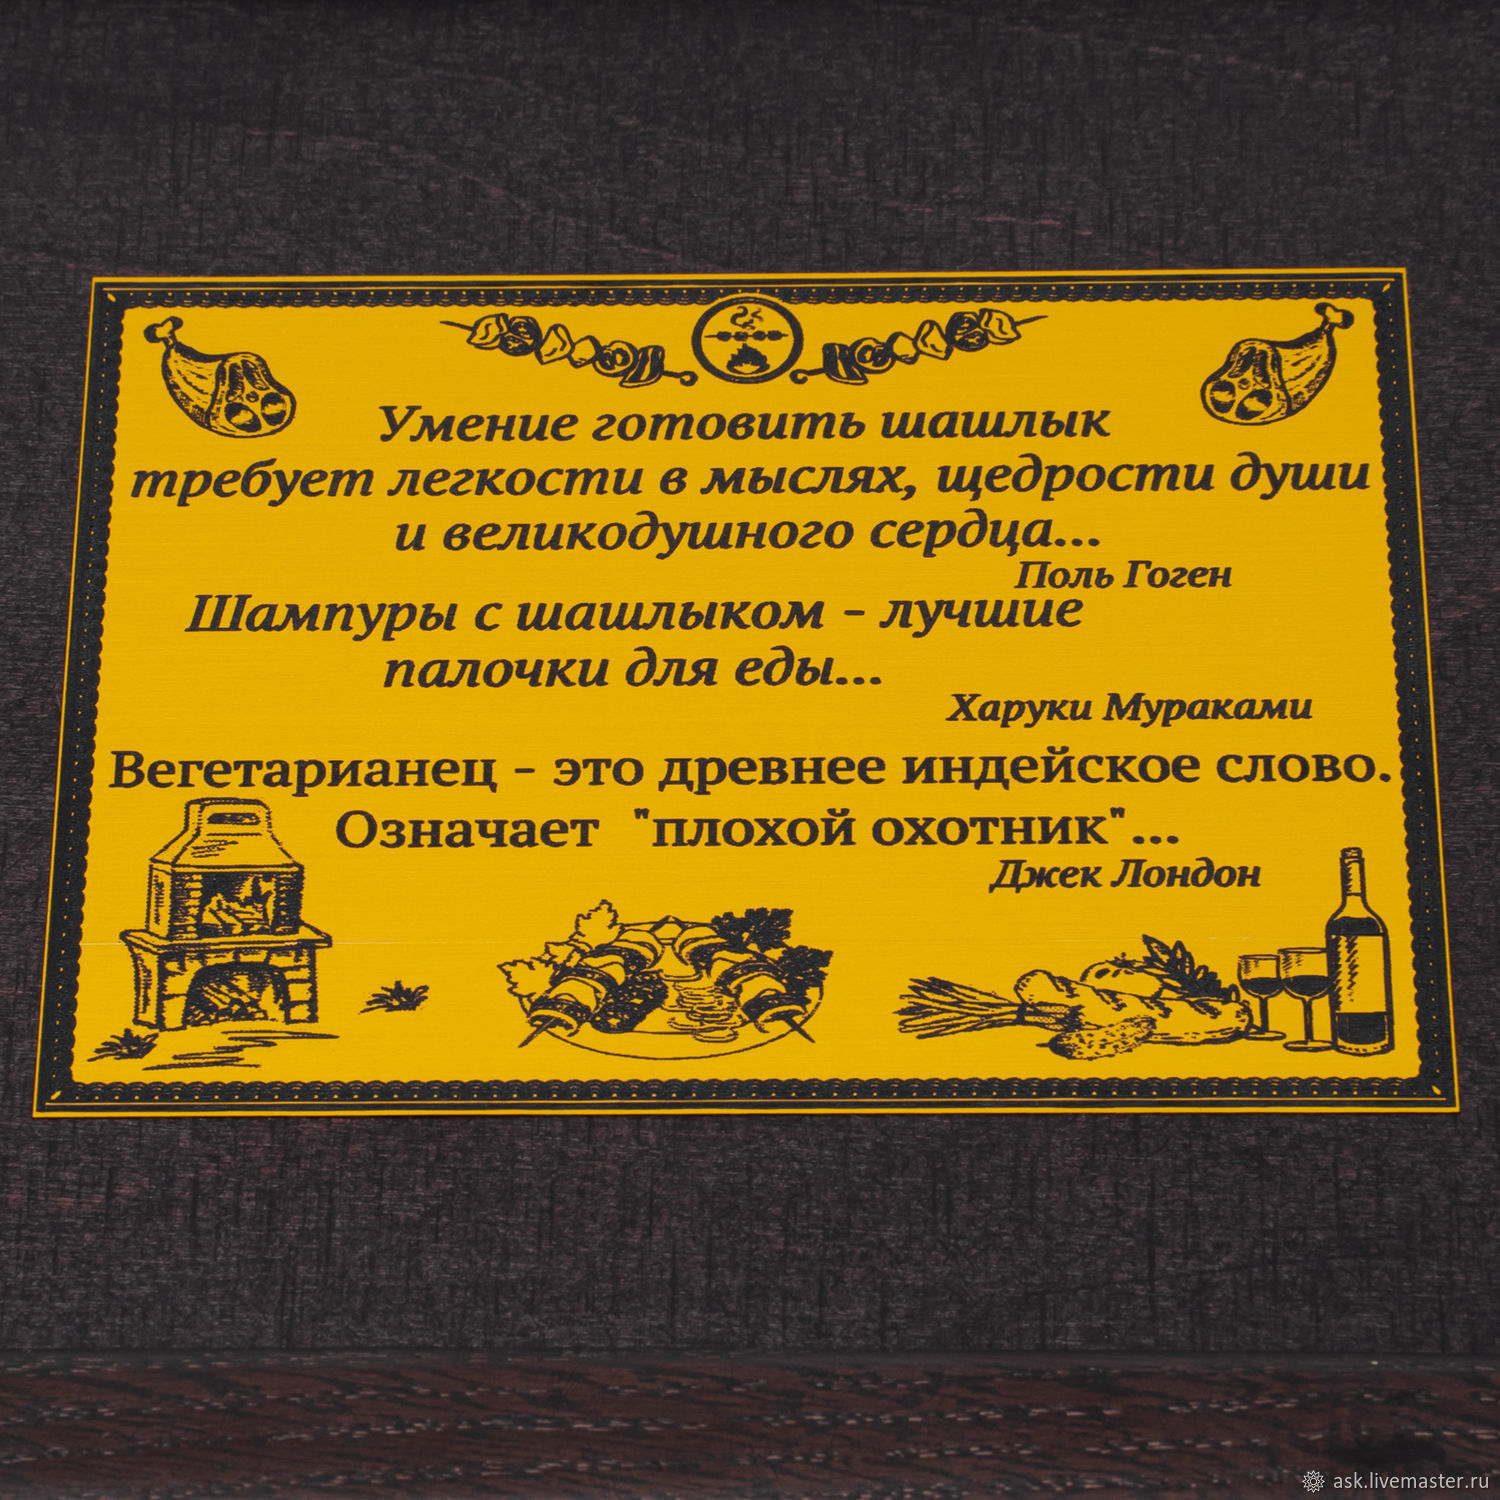 Умение готовить шашлык
требует легкости в мыслях, щедрости души
и великодушного сердца...
Поль Гоген
Шампуры с шашлыком - лучшие
палочки для еды...
Харуки Мураками
Вегетарианец - это древнее индейское слово.
Означает "плохой охотник"...
Джек Лондон
ask.livemaster.ru